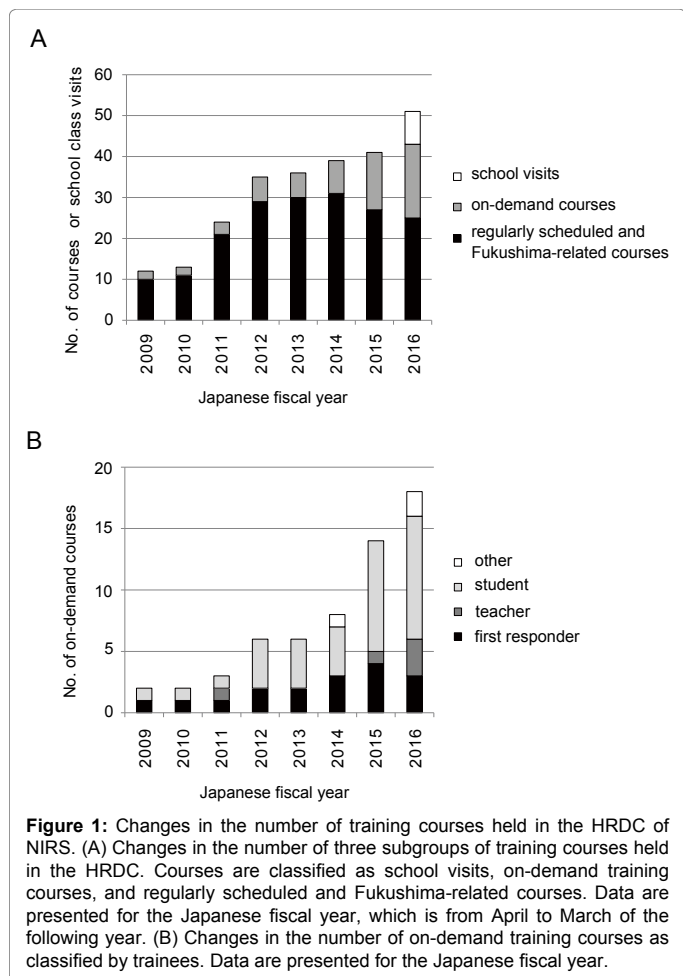 A
60
50
40
30
20
10
0
No. of courses or school class visits
2009
2010
2011
2012
2013
2014
2015
2016
Japanese fiscal year
school visits
on-demand courses
regularly scheduled and
Fukushima-related courses
B
20
15
10
5
0
No. of on-demand courses
2009
2010
2011
2012
2013
2014
2015
2016
Japanese fiscal year
other
student
teacher
first responder
Figure 1: Changes in the number of training courses held in the HRDC of
NIRS. (A) Changes in the number of three subgroups of training courses held
in the HRDC. Courses are classified as school visits, on-demand training
courses, and regularly scheduled and Fukushima-related courses. Data are
presented for the Japanese fiscal year, which is from April to March of the
following year. (B) Changes in the number of on-demand training courses as
classified by trainees. Data are presented for the Japanese fiscal year.